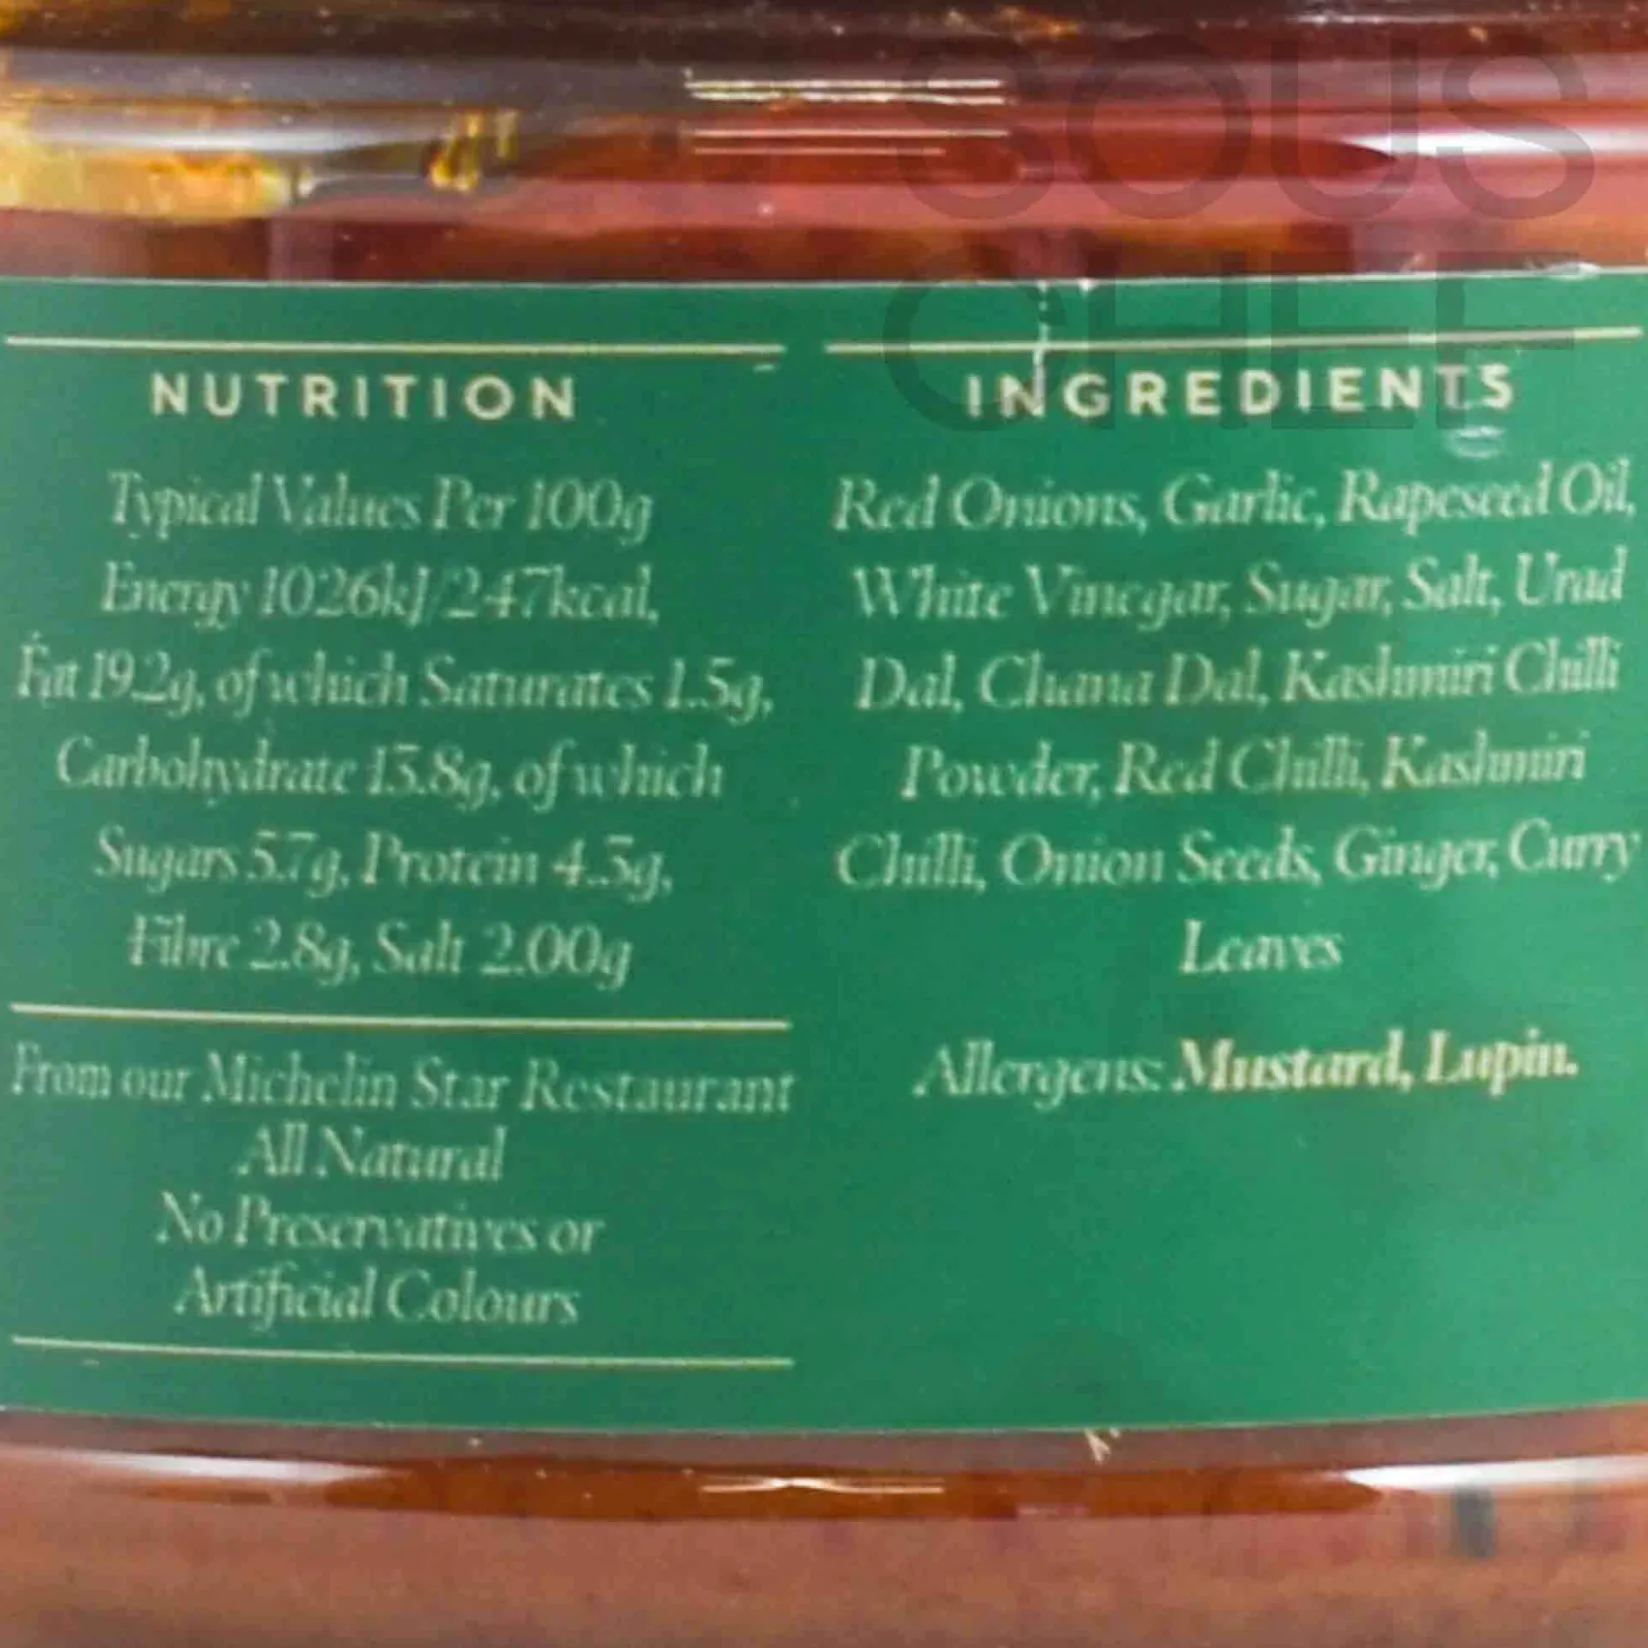 SOUS
CHEF
NUTRITION
Typical Values Per 100g
Energy 1026kJ/247kcal,
Fat 19.2g, of which Saturates 1.5g,
Carbohydrate 13.8g, of which
Sugars 5.7g, Protein 4.3g,
Fibre 2.8g, Salt 2.00g
From our Michelin Star Restaurant
All Natural
No Preservatives or
Artificial Colours
INGREDIENTS
Red Onions, Garlic, Rapeseed Oil,
White Vinegar, Sugar, Salt, Urad
Dal, Chana Dal, Kashmiri Chilli
Powder, Red Chilli, Kashmiri
Chilli, Onion Seeds, Ginger, Curry
Leaves
Allergens: Mustard, Lupin.